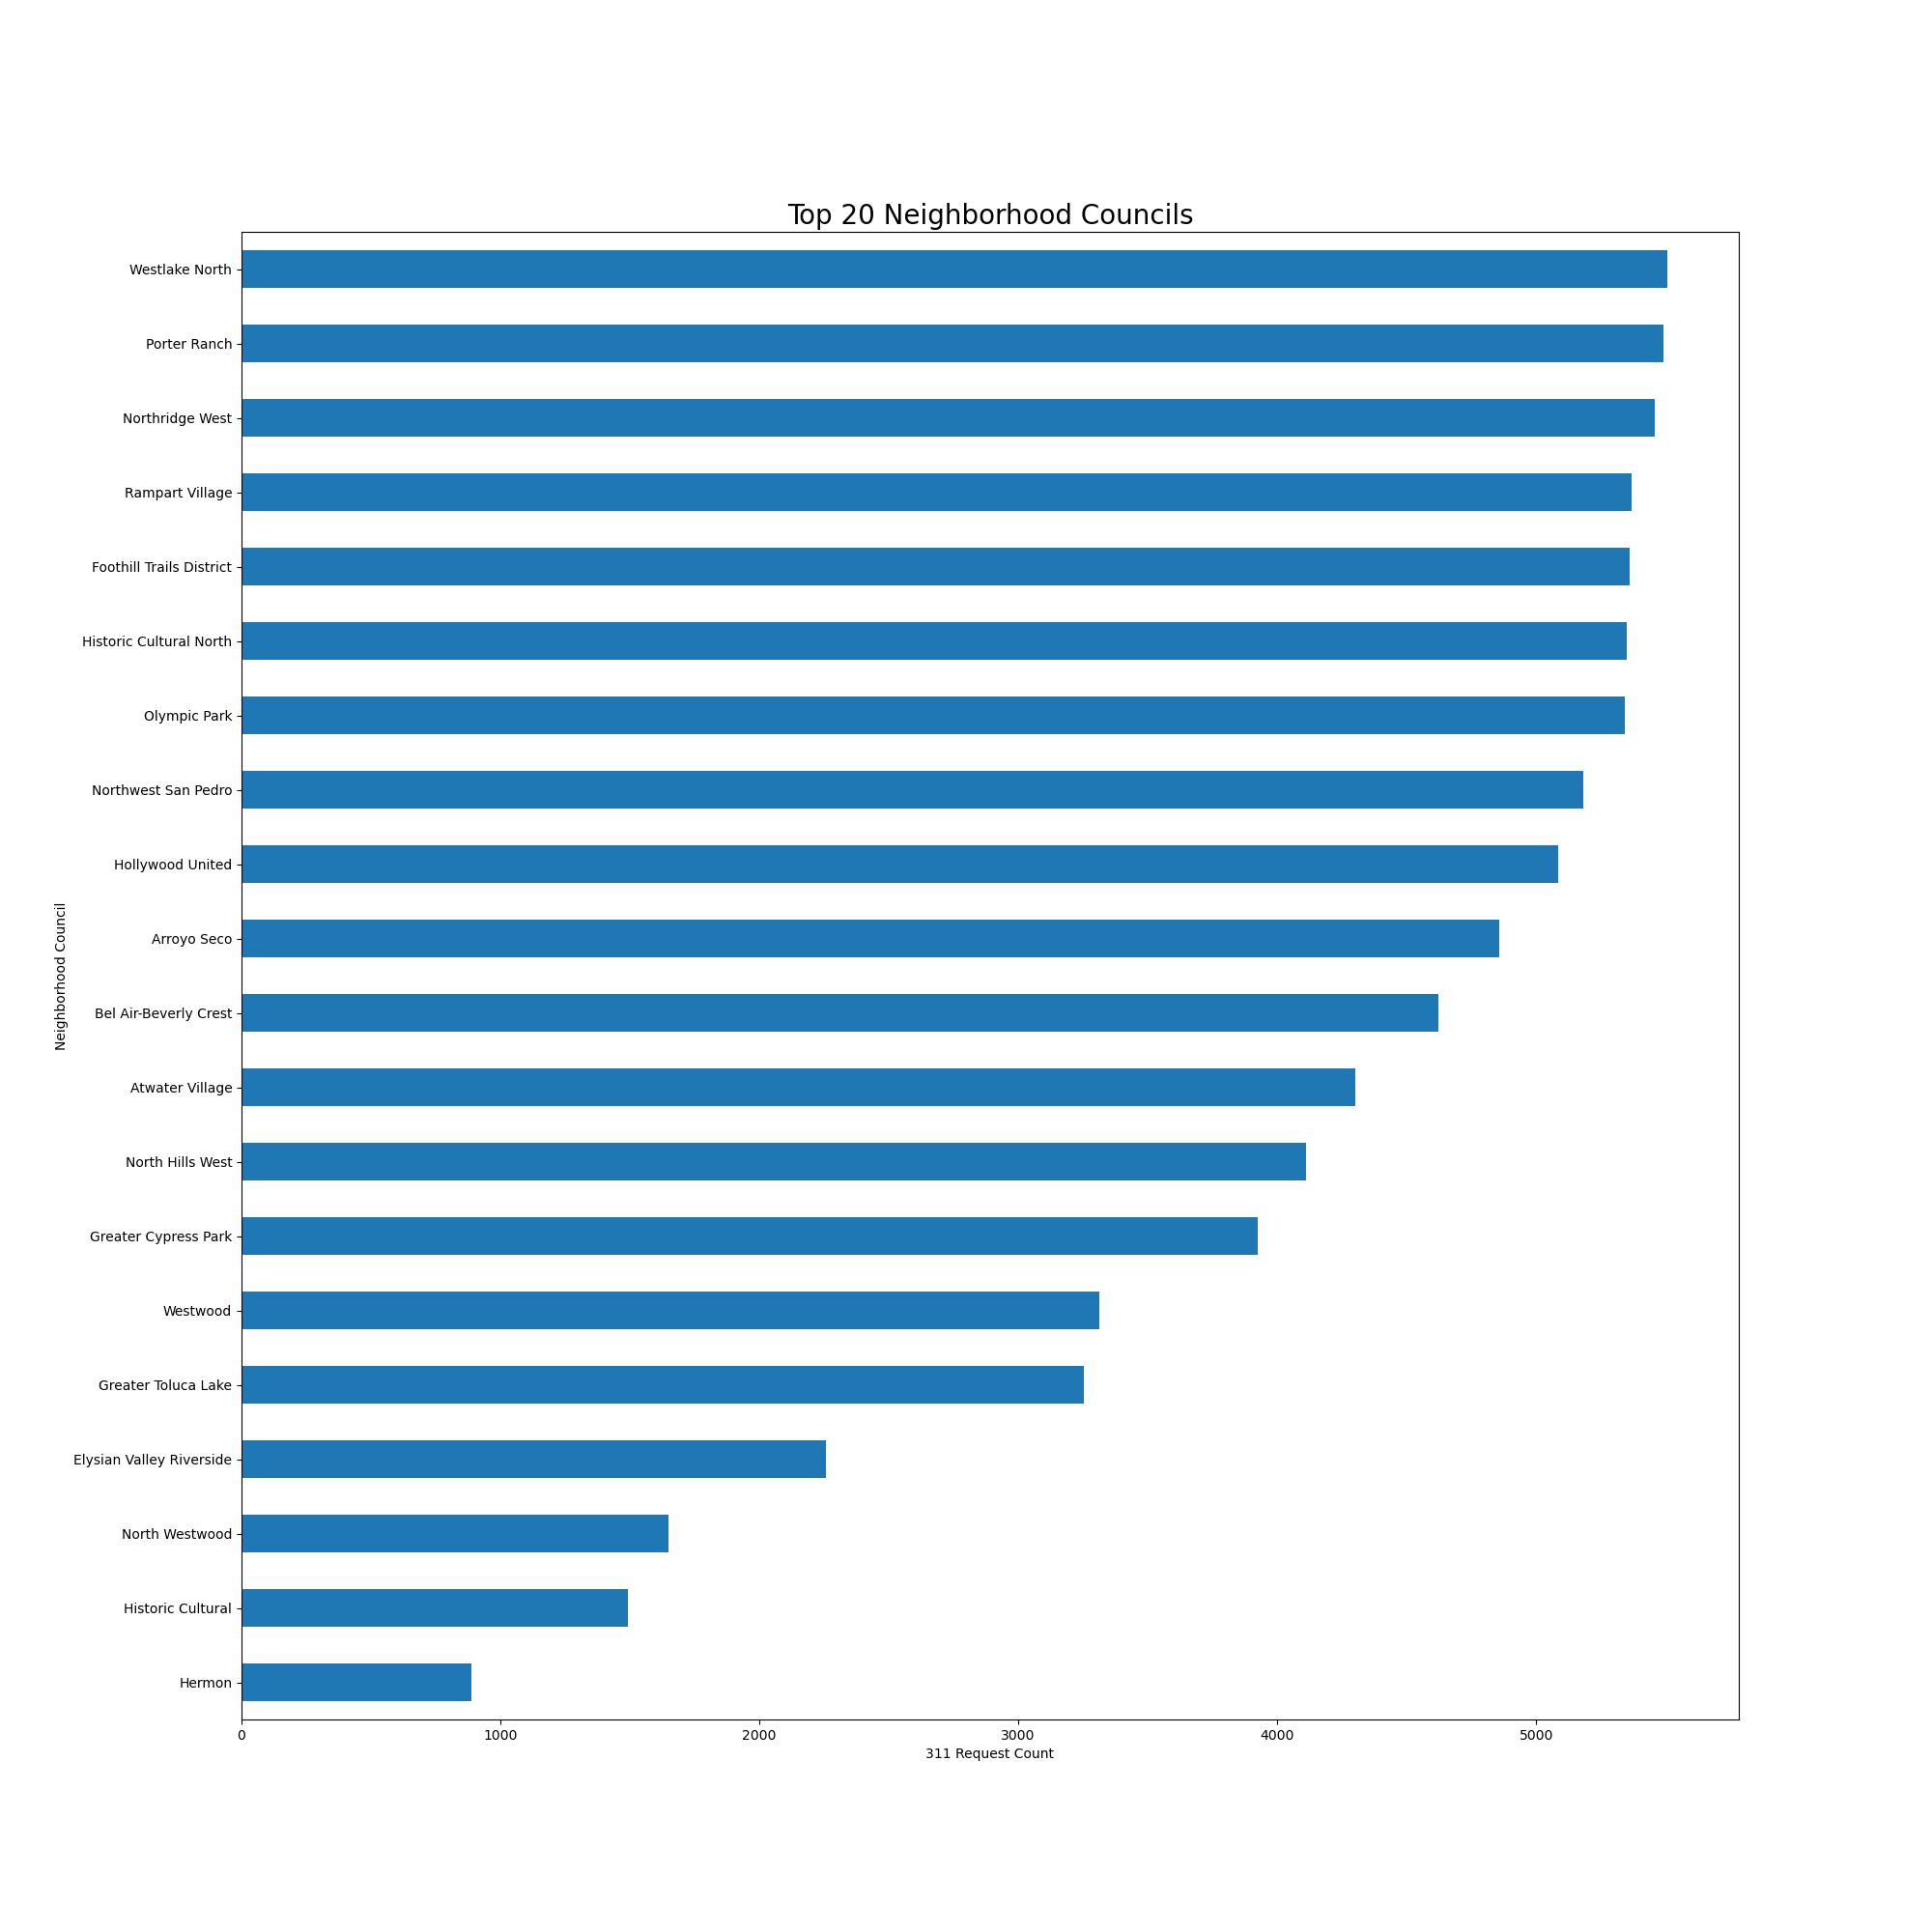 Top 20 Neighborhood Councils
Westlake North
Porter Ranch
Northridge West
Rampart Village
Foothill Trails District
Historic Cultural North
Olympic Park
Northwest San Pedro
Hollywood United
Arroyo Seco
Bel Air-Beverly Crest
Atwater Village
North Hills West
Greater Cypress Park
Westwood
Greater Toluca Lake
Elysian Valley Riverside
North Westwood
Historic Cultural
Hermon
Neighborhood Council
0 1000 2000 3000 4000 5000
311 Request Count